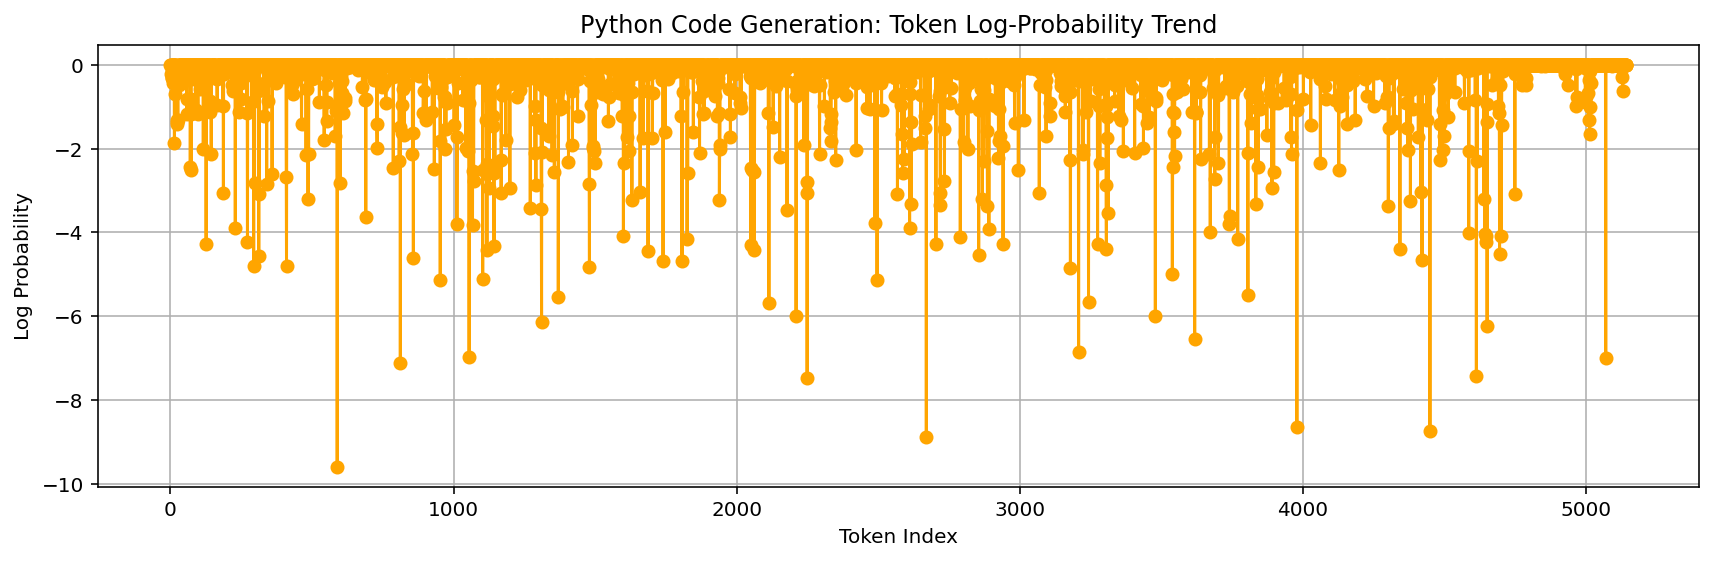 Python Code Generation: Token Log-Probability Trend
0
−2
−4
−6
−8
−10
Log Probability
0 1000 2000 3000 4000 5000
Token Index